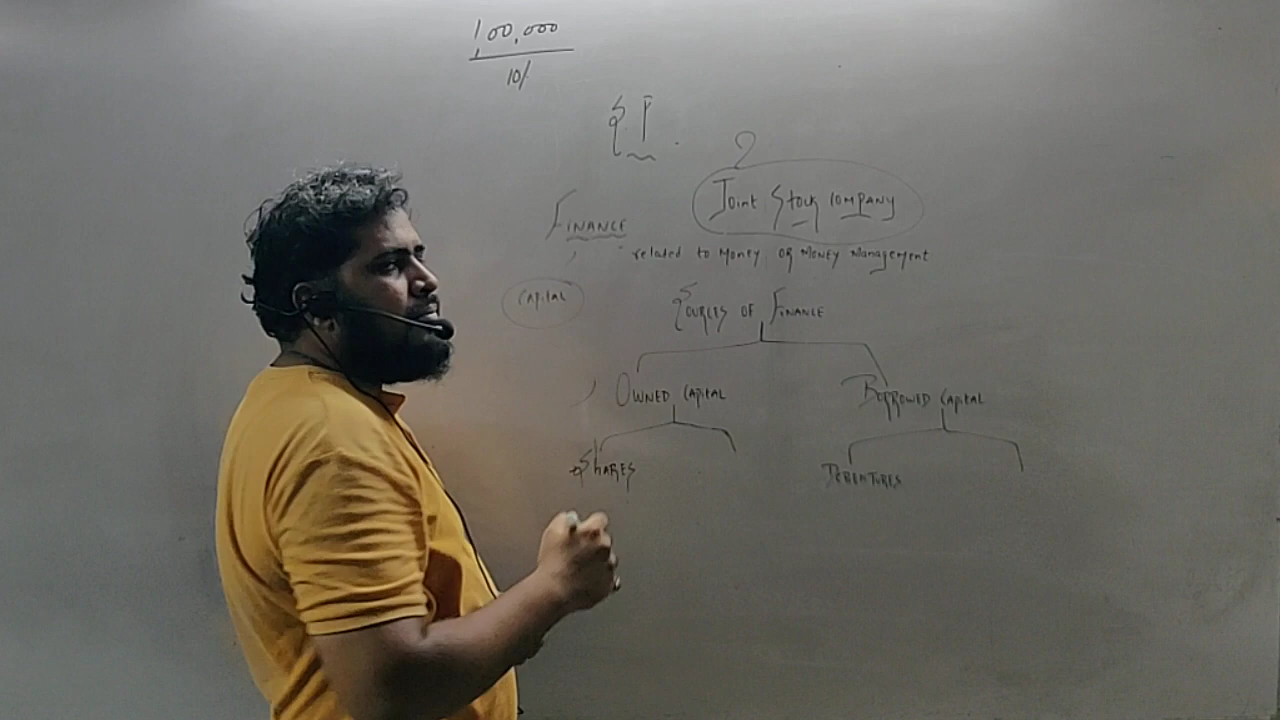 100,000
10%
S.P.
2
Joint Stock Company
Finance
related to money or money management
Capital
Sources of Finance
Owned Capital
Borrowed Capital
Shares
Debentures